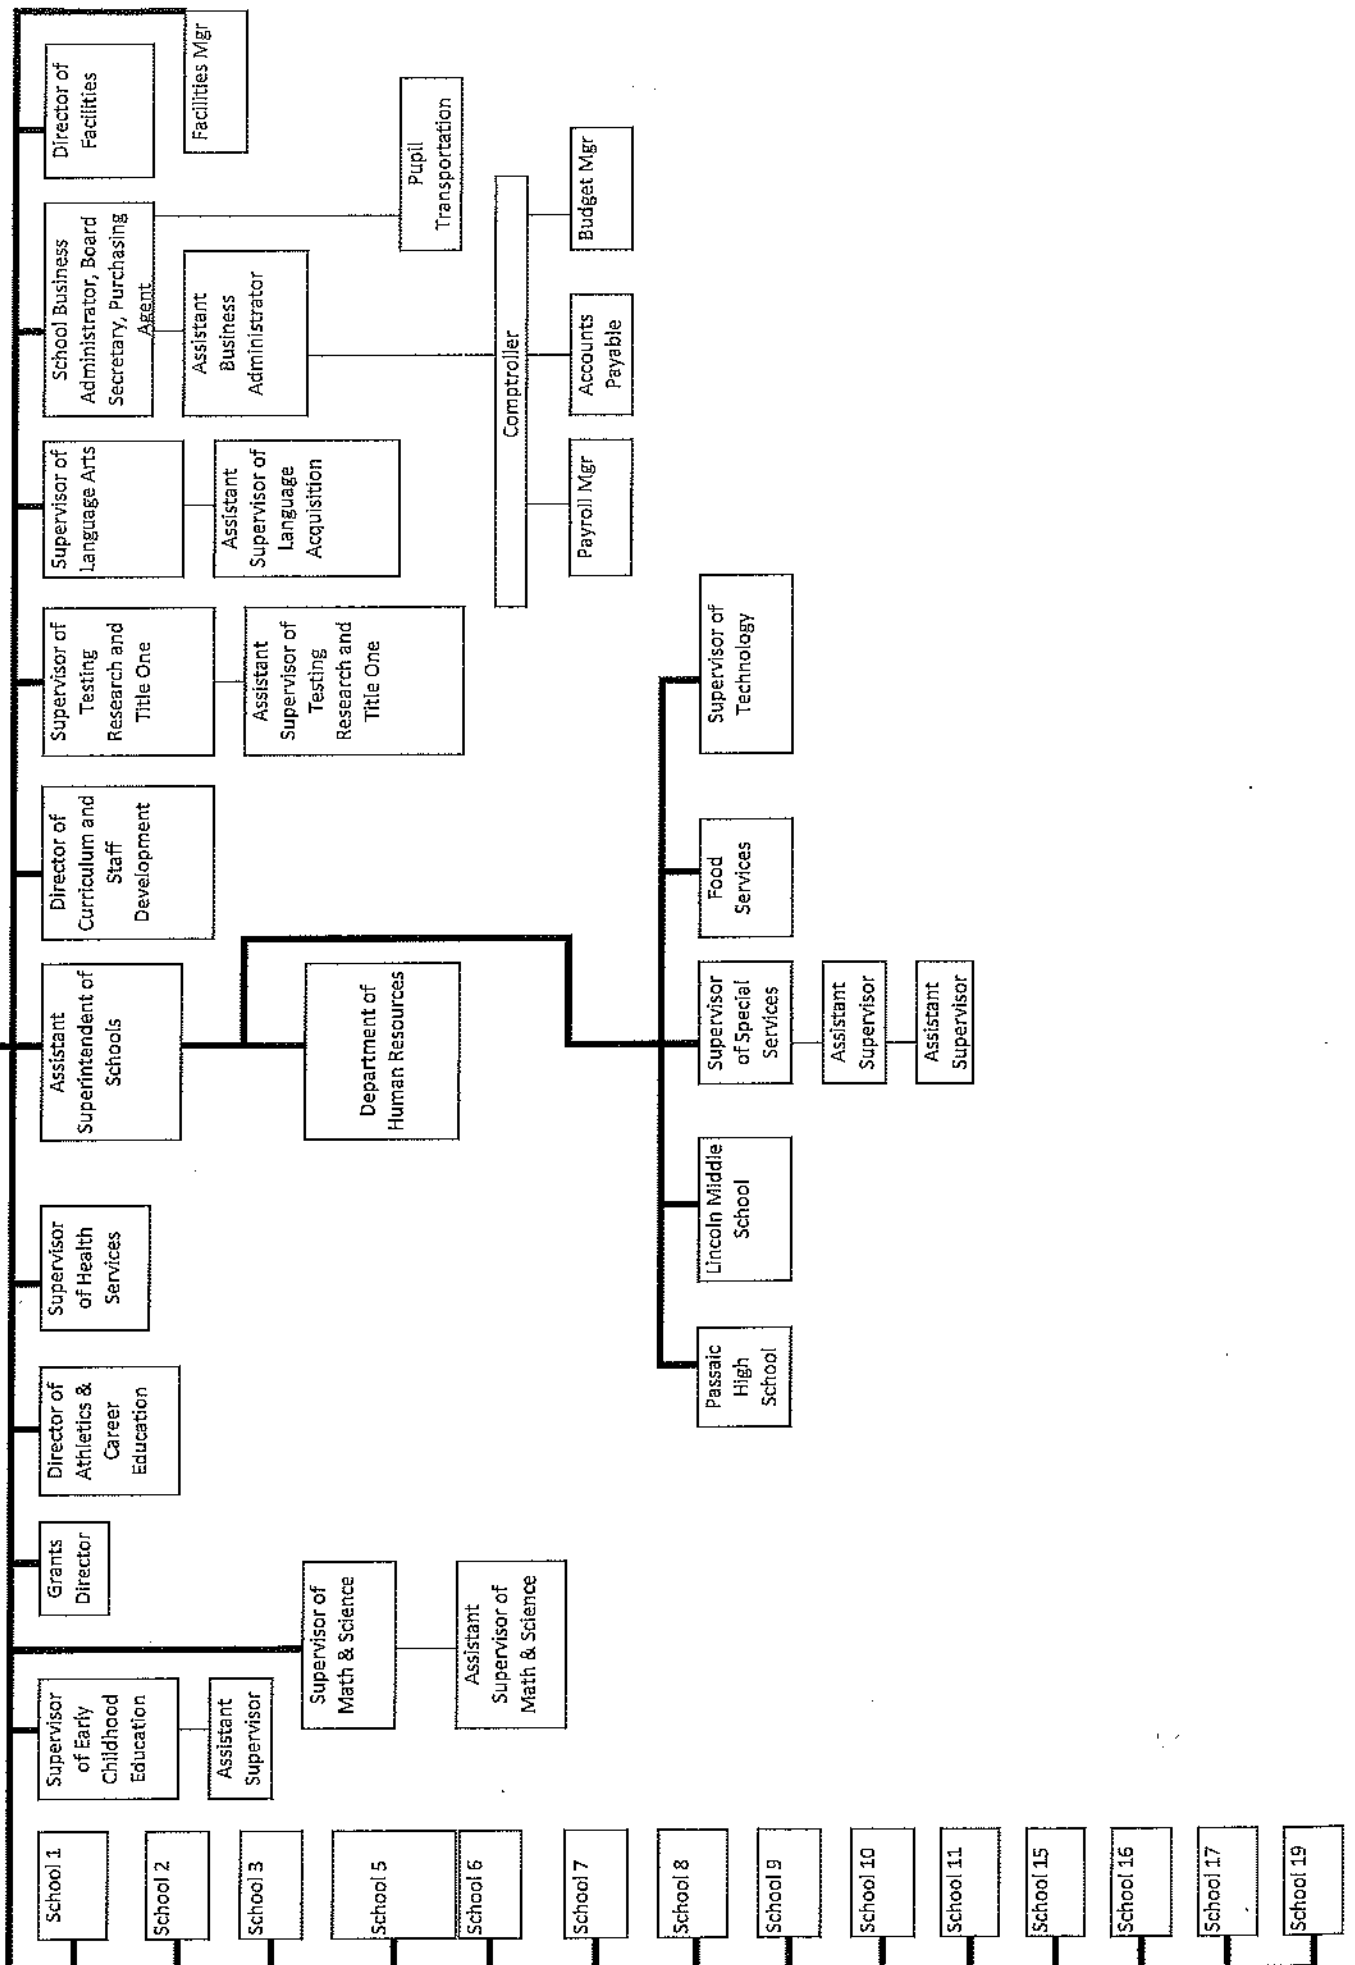 School 1
School 2
School 3
School 5
School 6
School 7
School 8
School 9
School 10
School 11
School 15
School 16
School 17
School 19
Supervisor
of Early
Childhood
Education
Assistant
Supervisor
Supervisor of
Math & Science
Assistant
Supervisor of
Math & Science
Grants
Director
Director of
Athletics &
Career
Education
Supervisor
of Health
Services
Assistant
Superintendent of
Schools
Department of
Human Resources
Passaic
High
School
Lincoln Middle
School
Supervisor
of Special
Services
Assistant
Supervisor
Assistant
Supervisor
Food
Services
Supervisor of
Technology
Director of
Curriculum and
Staff
Development
Supervisor of
Testing
Research and
Title One
Assistant
Supervisor of
Testing
Research and
Title One
Supervisor of
Language Arts
Assistant
Supervisor of
Language
Acquisition
School Business
Administrator, Board
Secretary, Purchasing
Agent
Assistant
Business
Administrator
Pupil
Transportation
Comptroller
Payroll Mgr
Accounts
Payable
Budget Mgr
Director of
Facilities
Facilities Mgr